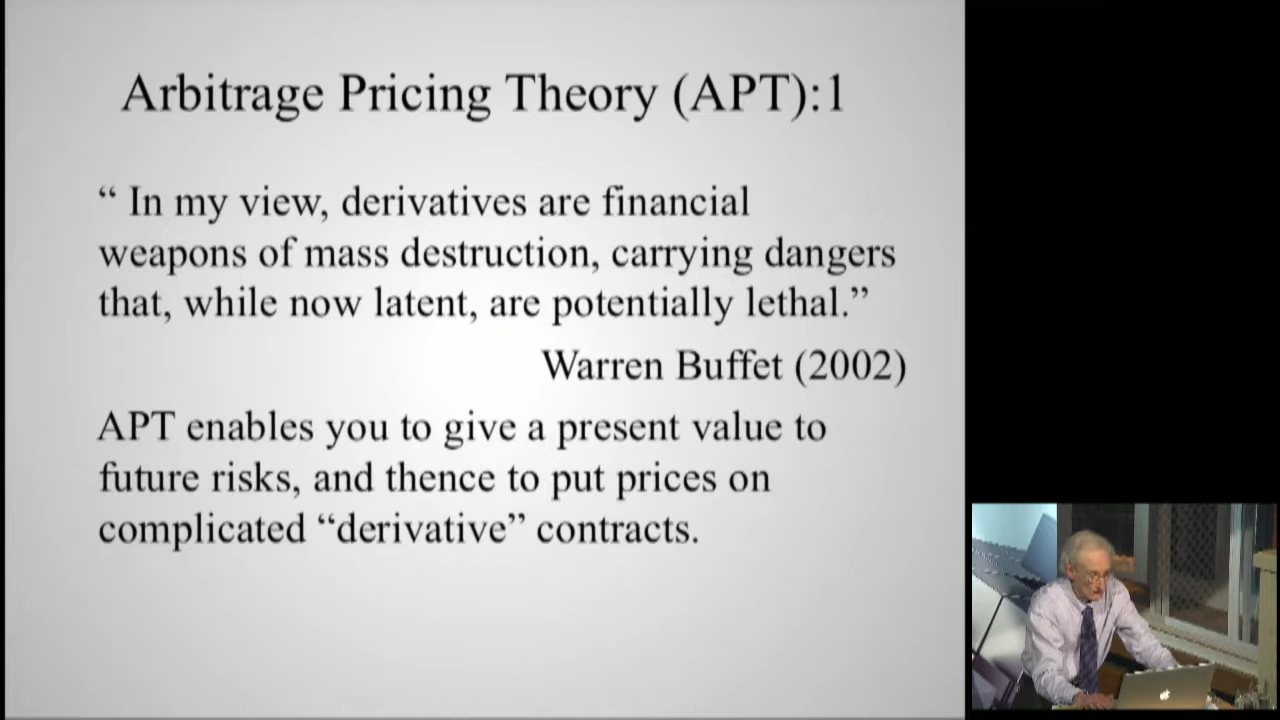 Arbitrage Pricing Theory (APT):1
“ In my view, derivatives are financial
weapons of mass destruction, carrying dangers
that, while now latent, are potentially lethal.”
Warren Buffet (2002)
APT enables you to give a present value to
future risks, and thence to put prices on
complicated “derivative” contracts.